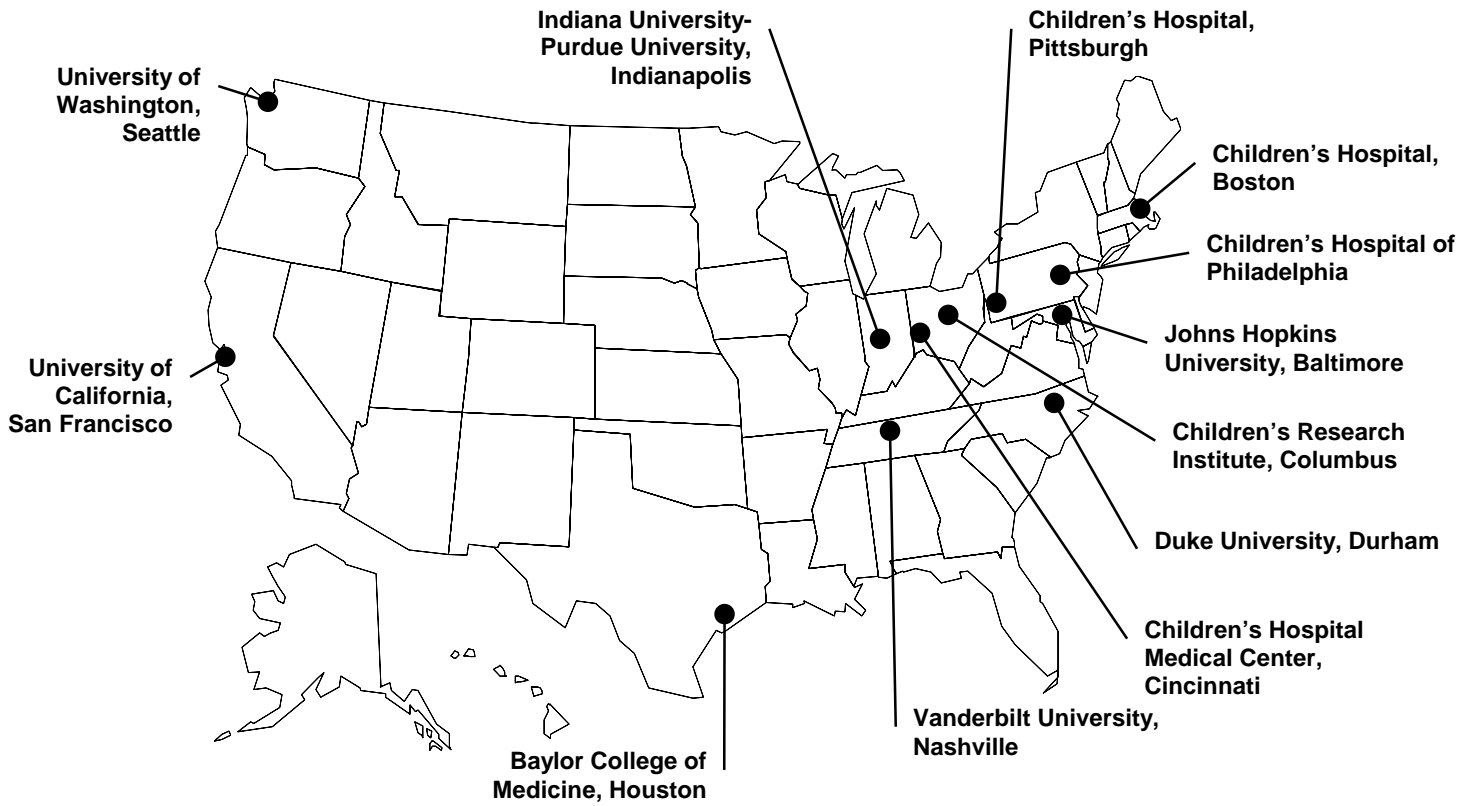 Indiana University-
Purdue University,
Indianapolis
Children’s Hospital,
Pittsburgh
University of
Washington,
Seattle
Children’s Hospital,
Boston
Children’s Hospital of
Philadelphia
Johns Hopkins
University, Baltimore
University of
California,
San Francisco
Children’s Research
Institute, Columbus
Duke University, Durham
Children’s Hospital
Medical Center,
Cincinnati
Vanderbilt University,
Nashville
Baylor College of
Medicine, Houston